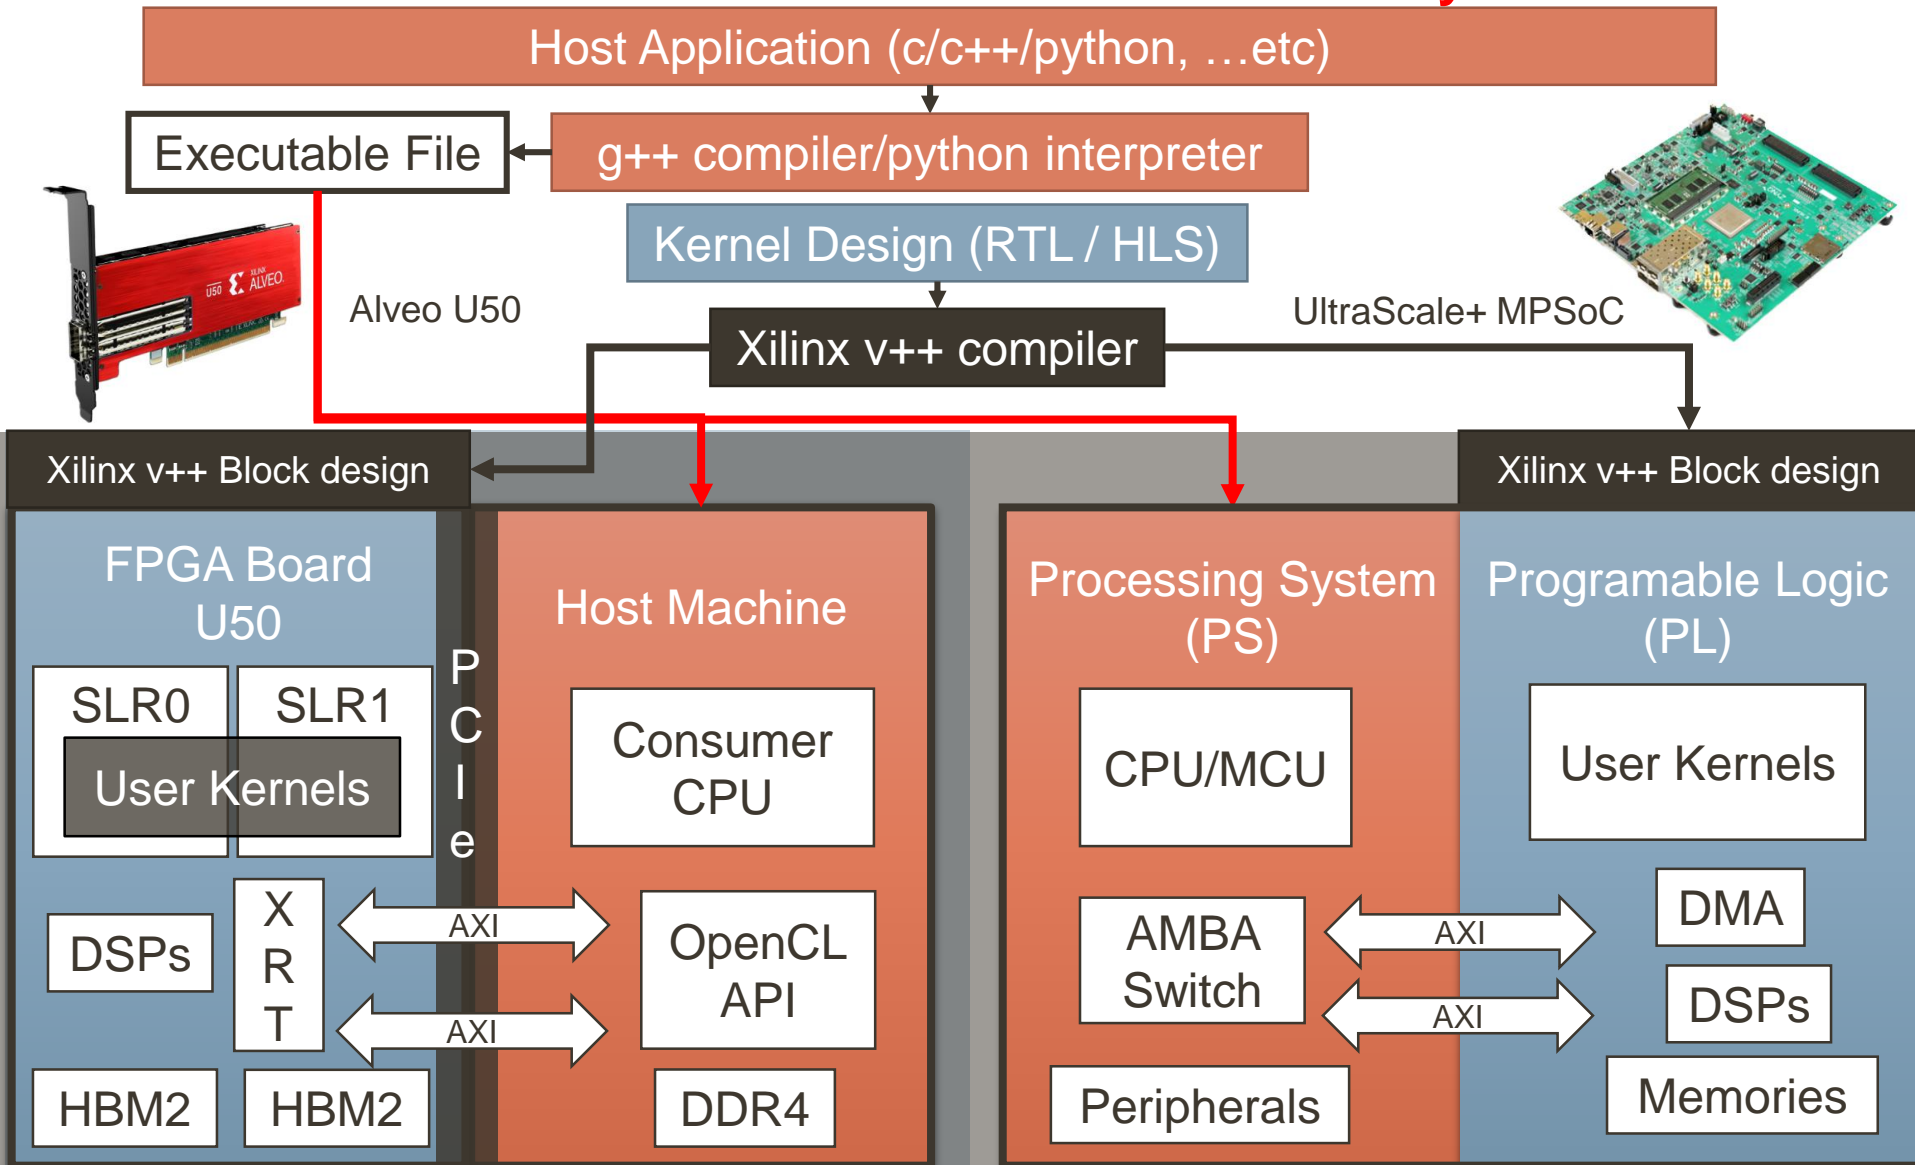 Host Application (c/c++/python, …etc)
Executable File
g++ compiler/python interpreter
Kernel Design (RTL / HLS)
U50
XILINX
ALVEO
Alveo U50
UltraScale+ MPSoC
Xilinx v++ compiler
Xilinx v++ Block design
Xilinx v++ Block design
FPGA Board
U50
SLR0
SLR1
User Kernels
DSPs
X
R
T
HBM2
HBM2
P
C
I
e
AXI
AXI
Host Machine
Consumer
CPU
OpenCL
API
DDR4
Processing System
(PS)
CPU/MCU
AMBA
Switch
Peripherals
AXI
AXI
Programable Logic
(PL)
User Kernels
DMA
DSPs
Memories